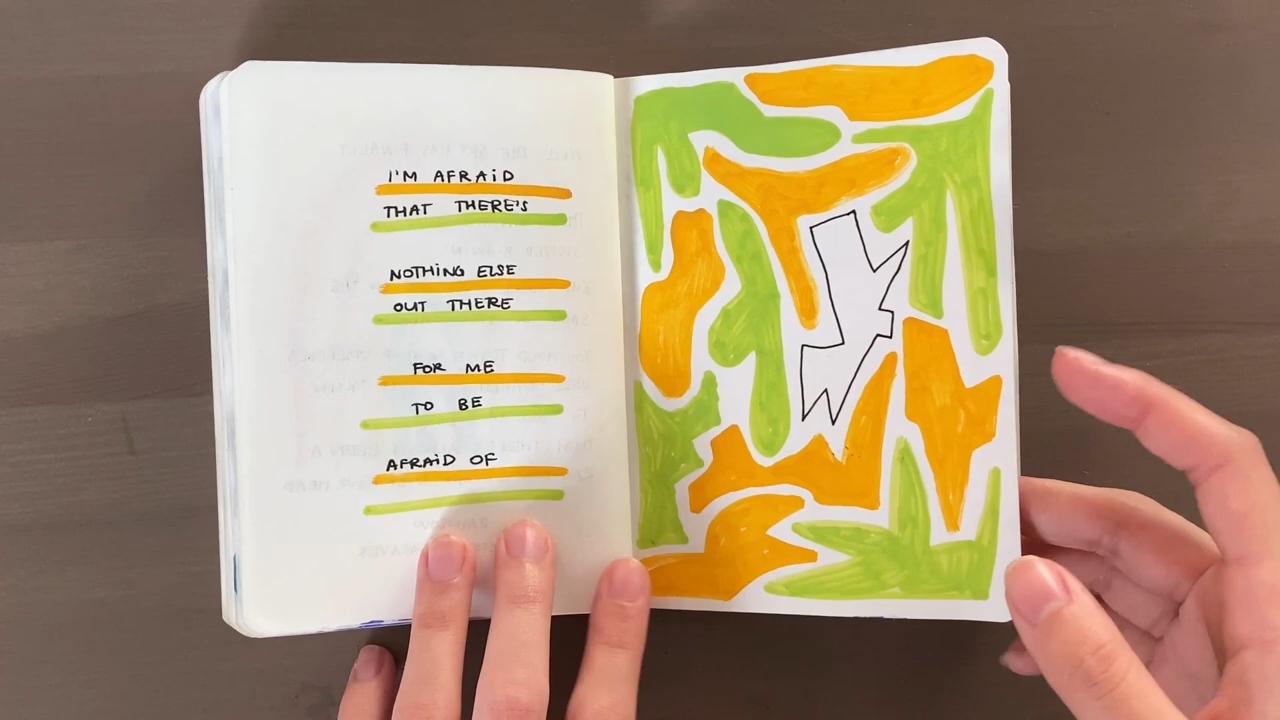 I'M AFRAiD
THAT THERE'S
NOTHiNG ELSE
OUT THERE
FOR ME
TO BE
AFRAiD OF